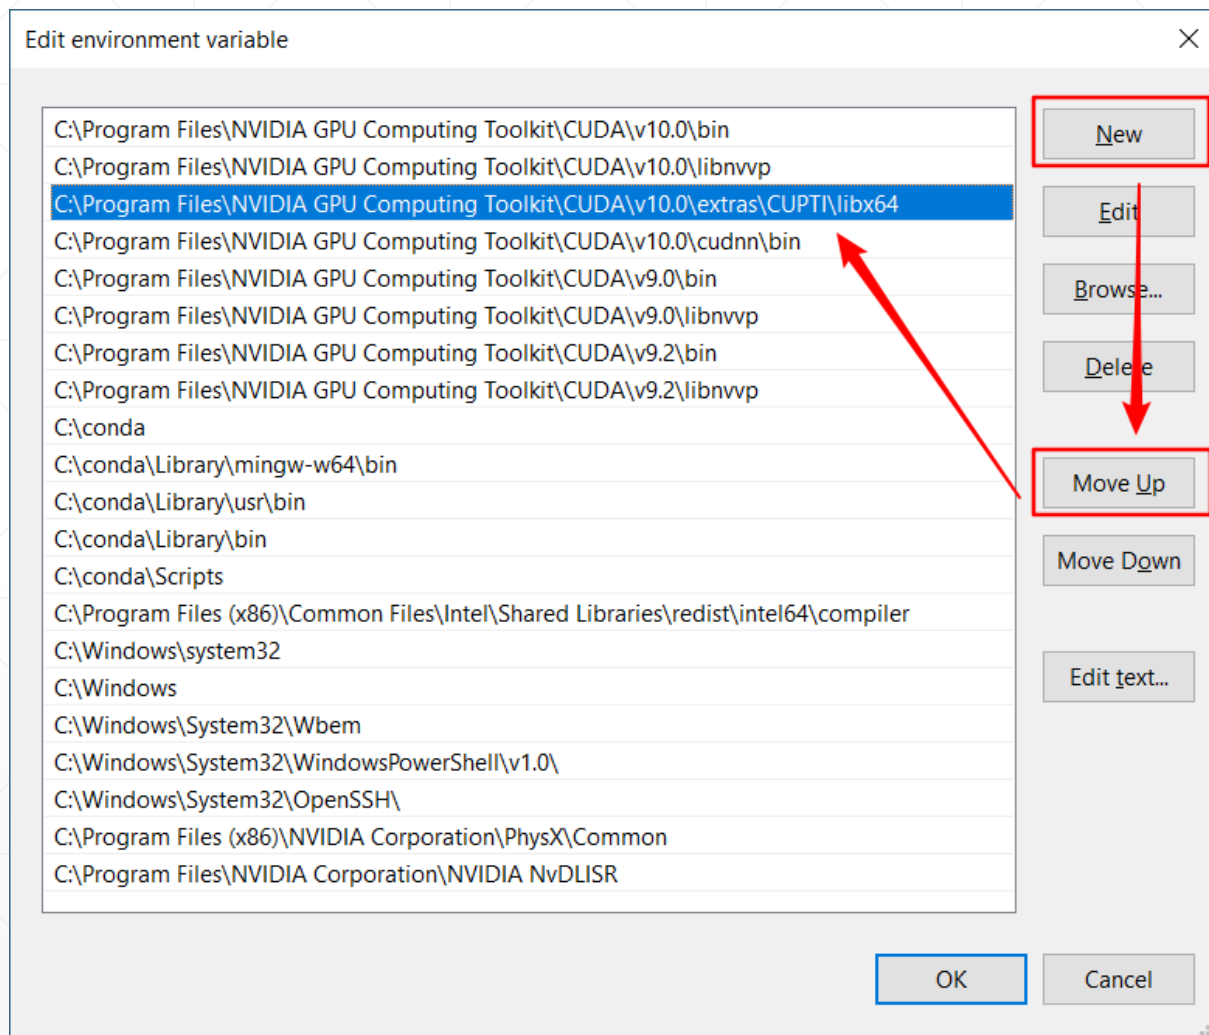 Edit environment variable
C:\Program Files\NVIDIA GPU Computing Toolkit\CUDA\v10.0\bin
C:\Program Files\NVIDIA GPU Computing Toolkit\CUDA\v10.0\libnvvp
C:\Program Files\NVIDIA GPU Computing Toolkit\CUDA\v10.0\extras\CUPTI\libx64
C:\Program Files\NVIDIA GPU Computing Toolkit\CUDA\v10.0\cudnn\bin
C:\Program Files\NVIDIA GPU Computing Toolkit\CUDA\v9.0\bin
C:\Program Files\NVIDIA GPU Computing Toolkit\CUDA\v9.0\libnvvp
C:\Program Files\NVIDIA GPU Computing Toolkit\CUDA\v9.2\bin
C:\Program Files\NVIDIA GPU Computing Toolkit\CUDA\v9.2\libnvvp
C:\conda
C:\conda\Library\mingw-w64\bin
C:\conda\Library\usr\bin
C:\conda\Library\bin
C:\conda\Scripts
C:\Program Files (x86)\Common Files\Intel\Shared Libraries\redist\intel64\compiler
C:\Windows\system32
C:\Windows
C:\Windows\System32\Wbem
C:\Windows\System32\WindowsPowerShell\v1.0\
C:\Windows\System32\OpenSSH\
C:\Program Files (x86)\NVIDIA Corporation\PhysX\Common
C:\Program Files\NVIDIA Corporation\NVIDIA NvDLISR
New
Edit
Browse...
Delete
Move Up
Move Down
Edit text...
OK
Cancel